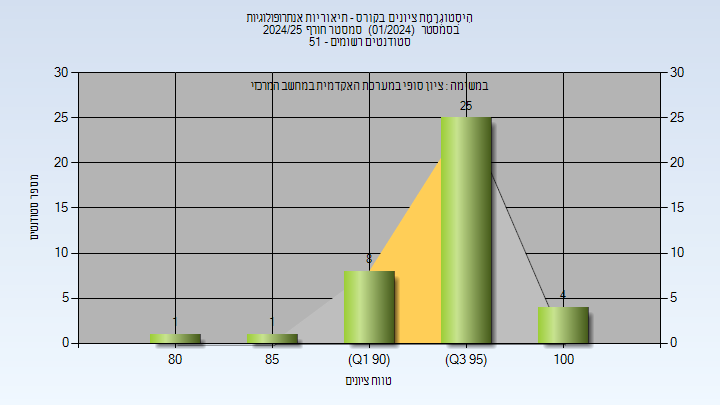 היסטוגרמת ציונים בקורס - תיאוריות אנתרופולוגיות
בסמסטר (01/2024) סמסטר חורף 2024/25
סטודנטים רשומים - 51
במשימה : ציון סופי במערכת האקדמית במחשב המרכזי
30 30
25 25 25
20 20
15 15
10 10
8
5 5
4
1 1
0 0
80 85 (Q1 90) (Q3 95) 100
מספר סטודנטים
טווח ציונים